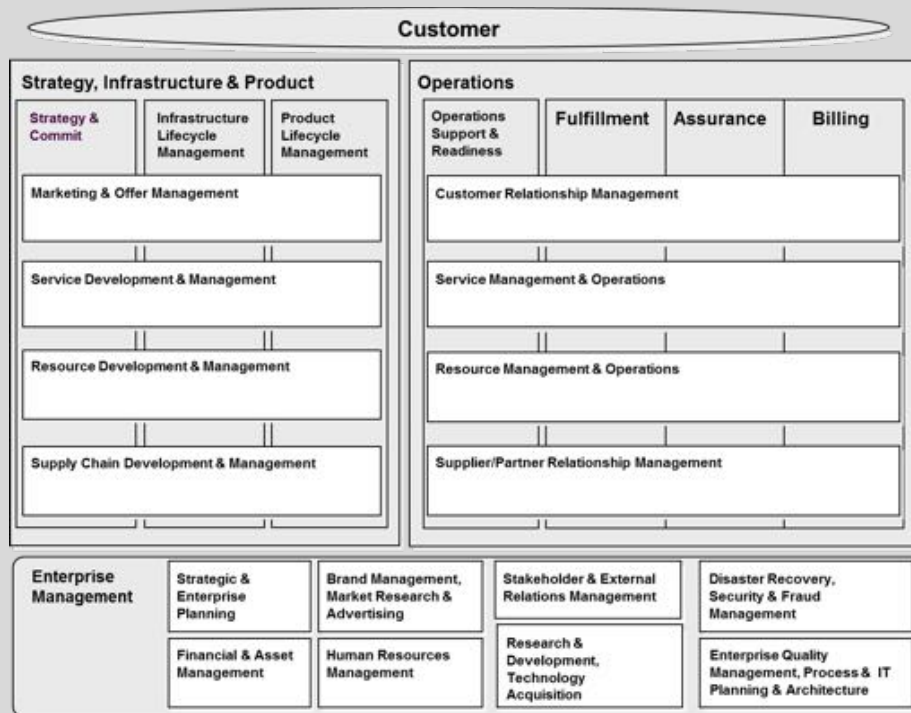 Customer
Strategy, Infrastructure & Product
Strategy &
Commit
Infrastructure
Lifecycle
Management
Product
Lifecycle
Management
Marketing & Offer Management
Service Development & Management
Resource Development & Management
Supply Chain Development & Management
Operations
Operations
Support &
Readiness
Fulfillment
Assurance
Billing
Customer Relationship Management
Service Management & Operations
Resource Management & Operations
Supplier/Partner Relationship Management
Enterprise
Management
Strategic &
Enterprise
Planning
Brand Management,
Market Research &
Advertising
Stakeholder & External
Relations Management
Disaster Recovery,
Security & Fraud
Management
Financial & Asset
Management
Human Resources
Management
Research &
Development,
Technology
Acquisition
Enterprise Quality
Management, Process & IT
Planning & Architecture